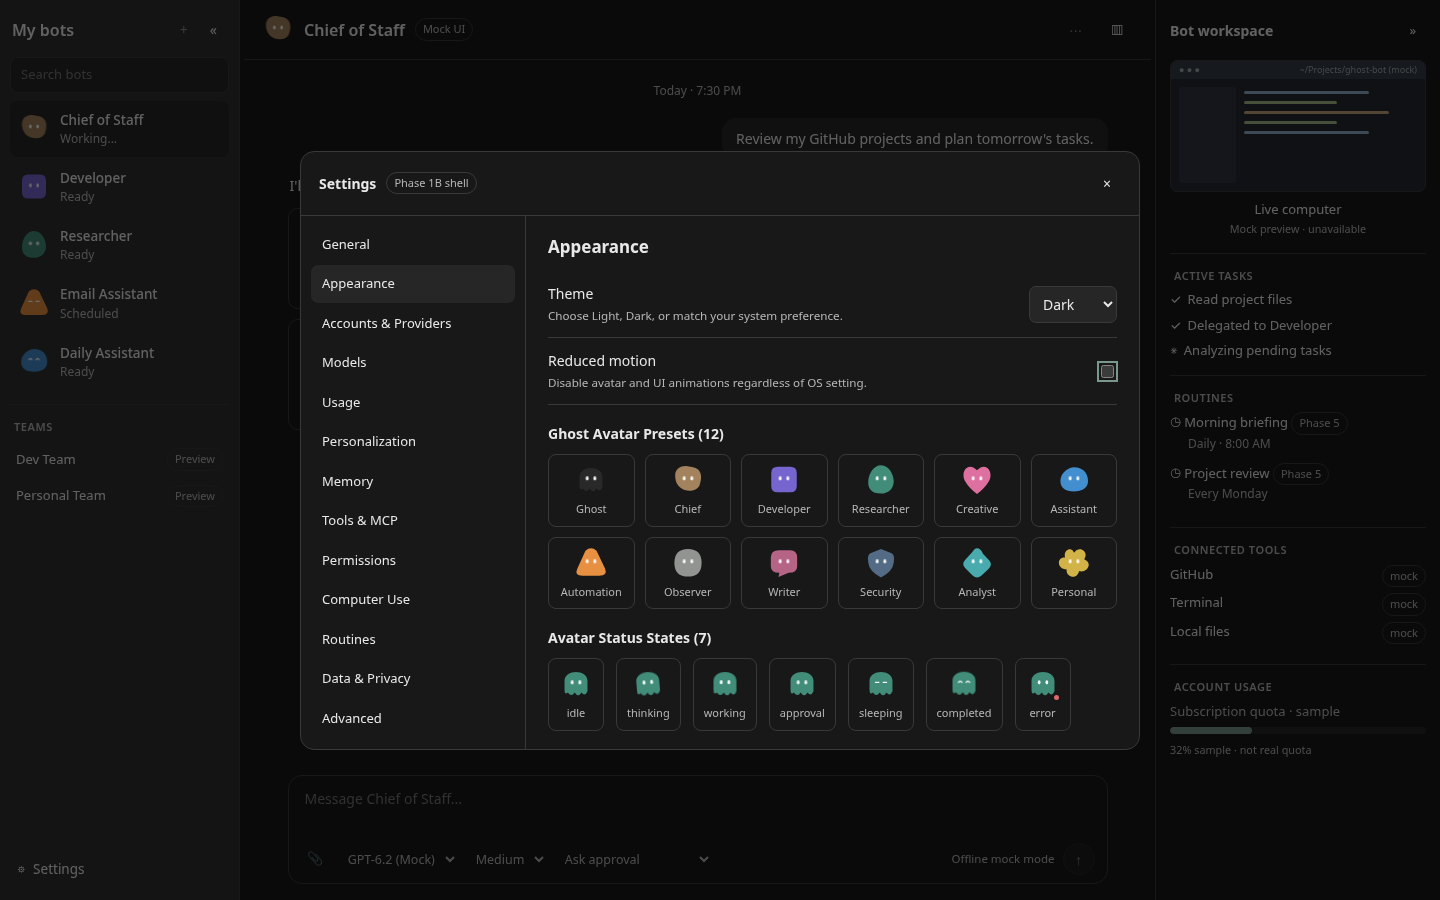 My bots
+
«
Search bots
Chief of Staff
Working...
Developer
Ready
Researcher
Ready
Email Assistant
Scheduled
Daily Assistant
Ready
TEAMS
Dev Team
Preview
Personal Team
Preview
Settings
Chief of Staff
Mock UI
...
Today · 7:30 PM
Review my GitHub projects and plan tomorrow's tasks.
Settings
Phase 1B shell
×
General
Appearance
Accounts & Providers
Models
Usage
Personalization
Memory
Tools & MCP
Permissions
Computer Use
Routines
Data & Privacy
Advanced
Appearance
Theme
Choose Light, Dark, or match your system preference.
Dark
Reduced motion
Disable avatar and UI animations regardless of OS setting.
Ghost Avatar Presets (12)
Ghost
Chief
Developer
Researcher
Creative
Assistant
Automation
Observer
Writer
Security
Analyst
Personal
Avatar Status States (7)
idle
thinking
working
approval
sleeping
completed
error
Message Chief of Staff...
GPT-6.2 (Mock)
Medium
Ask approval
Offline mock mode
↑
Bot workspace
»
~/Projects/ghost-bot (mock)
Live computer
Mock preview · unavailable
ACTIVE TASKS
✓ Read project files
✓ Delegated to Developer
Analyzing pending tasks
ROUTINES
Morning briefing
Phase 5
Daily · 8:00 AM
Project review
Phase 5
Every Monday
CONNECTED TOOLS
GitHub
mock
Terminal
mock
Local files
mock
ACCOUNT USAGE
Subscription quota · sample
32% sample · not real quota